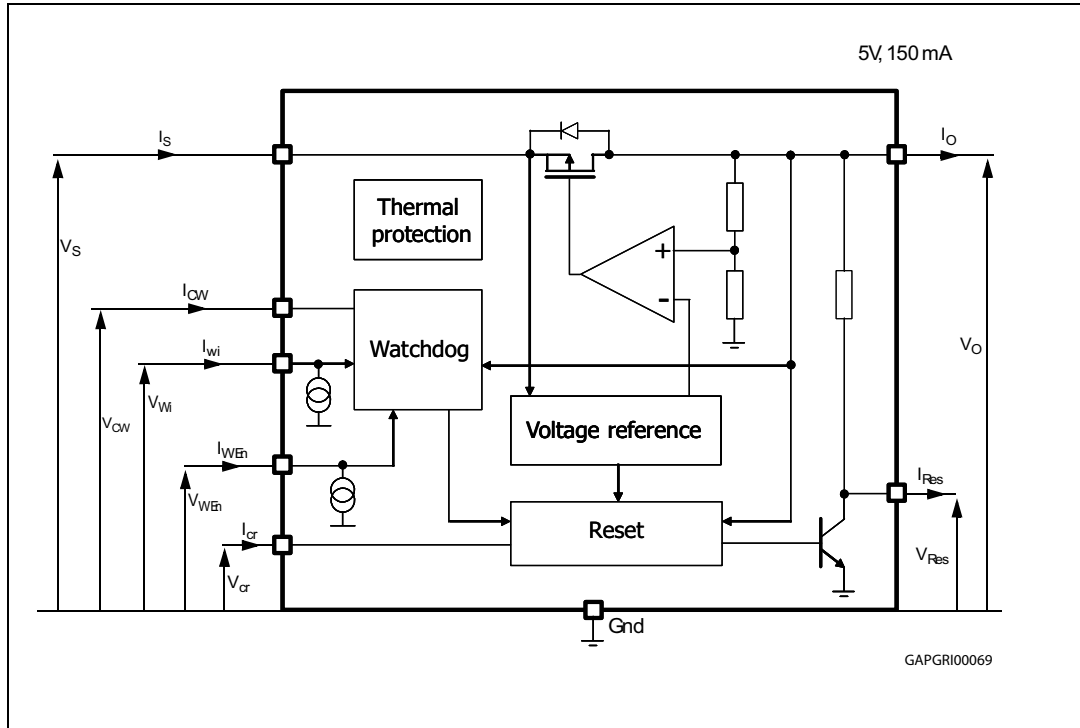 5V, 150 mA
I_S
I_O
Thermal
protection
+
V_S
I_CW
-
Watchdog
I_wi
V_O
V_Wi
V_CW
Voltage reference
I_WEn
I_Res
V_WEn
Reset
I_cr
V_Res
V_cr
Gnd
GAPGRI00069